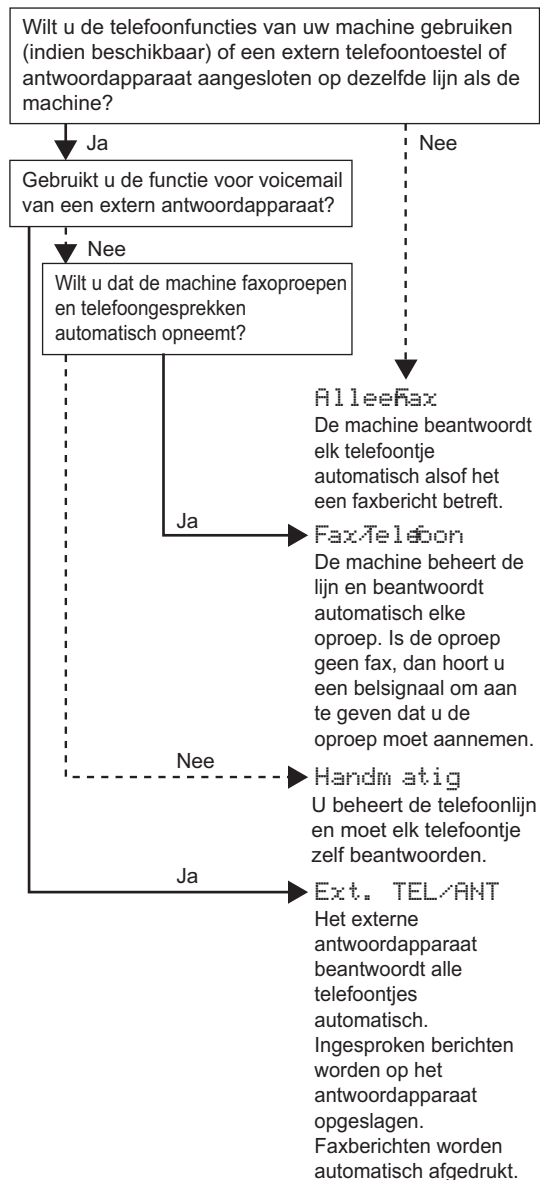 Wilt u de telefoonfuncties van uw machine gebruiken
(indien beschikbaar) of een extern telefoontoestel of
antwoordapparaat aangesloten op dezelfde lijn als de
machine?
Ja
Nee
Gebruikt u de functie voor voicemail
van een extern antwoordapparaat?
Nee
Wilt u dat de machine faxoproepen
en telefoongesprekken
automatisch opneemt?
Alleen Fax
De machine beantwoordt
elk telefoontje
automatisch alsof het
een faxbericht betreft.
Ja
Fax/Telefoon
De machine beheert de
lijn en beantwoordt
automatisch elke
oproep. Is de oproep
geen fax, dan hoort u
een belsignaal om aan
te geven dat u de
oproep moet aannemen.
Nee
Handmatig
U beheert de telefoonlijn
en moet elk telefoontje
zelf beantwoorden.
Ja
Ext. TEL/ANT
Het externe
antwoordapparaat
beantwoordt alle
telefoontjes
automatisch.
Ingesproken berichten
worden op het
antwoordapparaat
opgeslagen.
Faxberichten worden
automatisch afgedrukt.